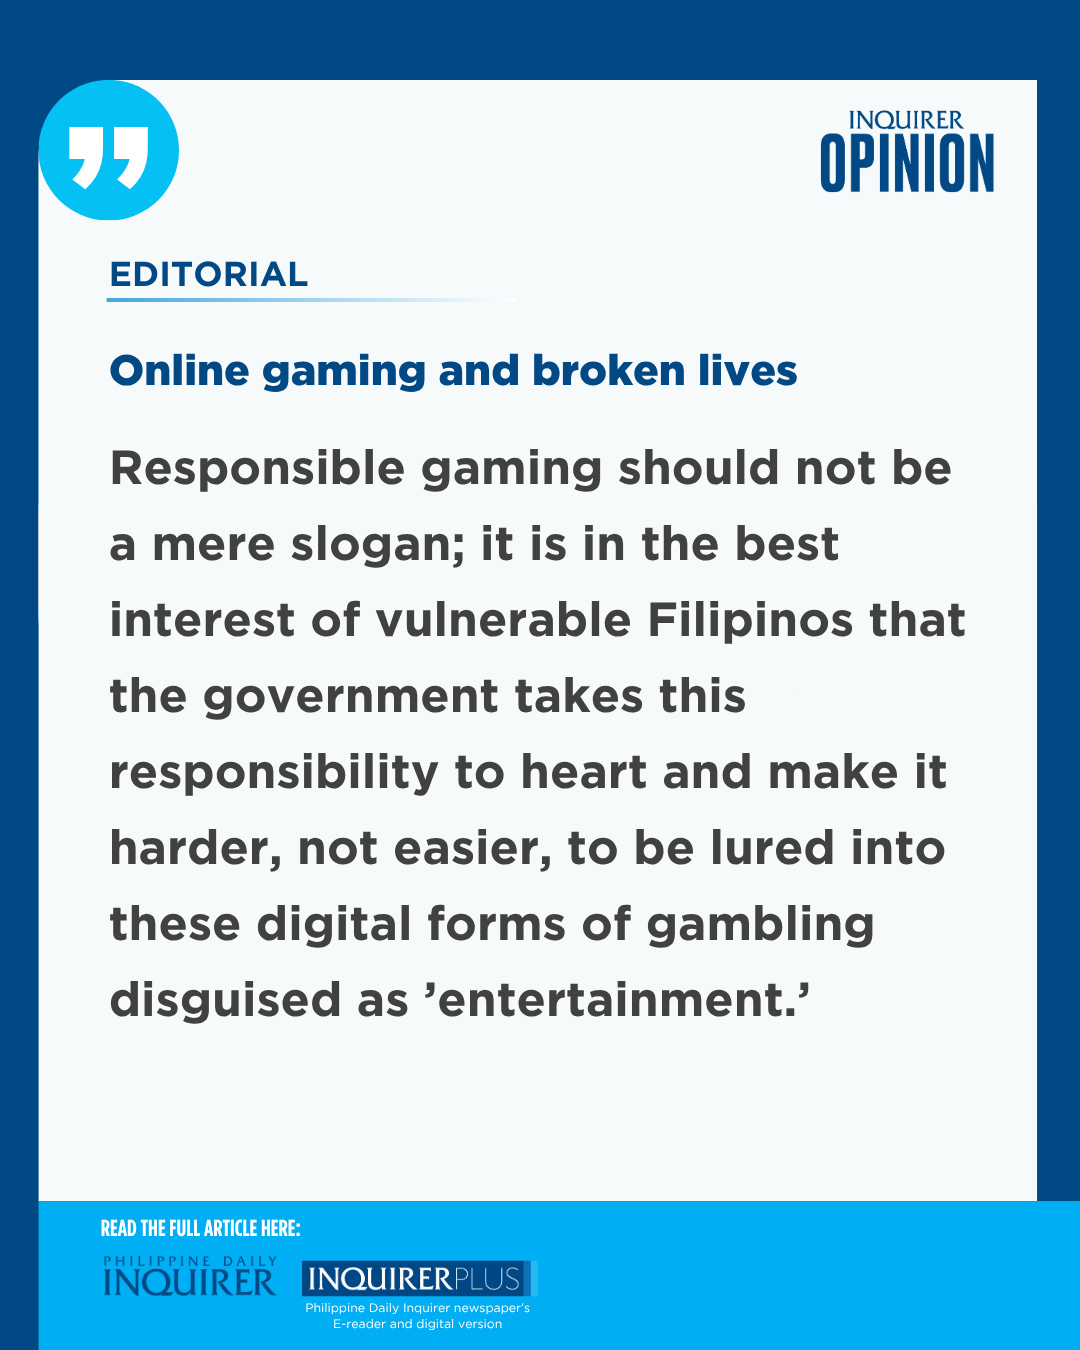 INQUIRER
OPINION
EDITORIAL
Online gaming and broken lives
Responsible gaming should not be
a mere slogan; it is in the best
interest of vulnerable Filipinos that
the government takes this
responsibility to heart and make it
harder, not easier, to be lured into
these digital forms of gambling
disguised as ’entertainment.’
READ THE FULL ARTICLE HERE:
PHILIPPINE DAILY
INQUIRER
INQUIRERPLUS
Philippine Daily Inquirer newspaper's
E-reader and digital version